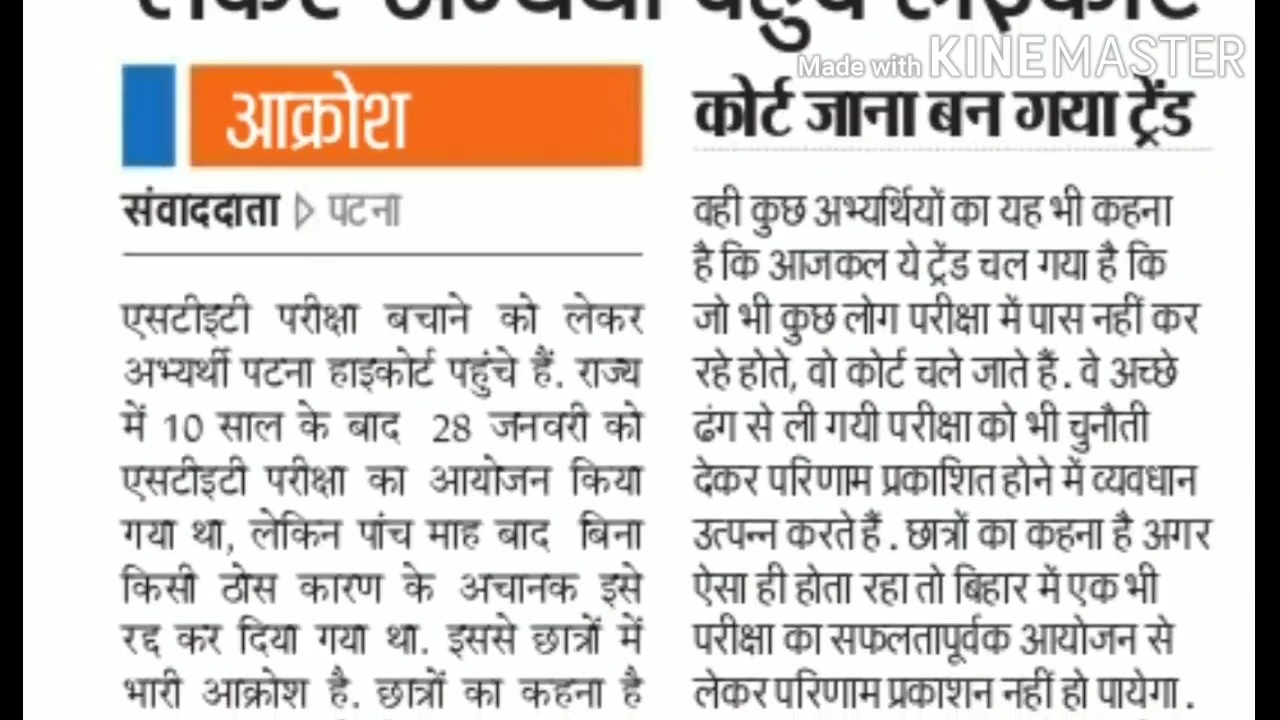 Made with KINEMASTER
आक्रोश
संवाददाता ▷ पटना
एसटीइटी परीक्षा बचाने को लेकर
अभ्यर्थी पटना हाइकोर्ट पहुंचे हैं. राज्य
में 10 साल के बाद 28 जनवरी को
एसटीइटी परीक्षा का आयोजन किया
गया था, लेकिन पांच माह बाद बिना
किसी ठोस कारण के अचानक इसे
रद्द कर दिया गया था. इससे छात्रों में
भारी आक्रोश है. छात्रों का कहना है
कोर्ट जाना बन गया ट्रेंड
वही कुछ अभ्यर्थियों का यह भी कहना
है कि आजकल ये ट्रेंड चल गया है कि
जो भी कुछ लोग परीक्षा में पास नहीं कर
रहे होते, वो कोर्ट चले जाते हैं. वे अच्छे
ढंग से ली गयी परीक्षा को भी चुनौती
देकर परिणाम प्रकाशित होने में व्यवधान
उत्पन्न करते हैं. छात्रों का कहना है अगर
ऐसा ही होता रहा तो बिहार में एक भी
परीक्षा का सफलतापूर्वक आयोजन से
लेकर परिणाम प्रकाशन नहीं हो पायेगा.